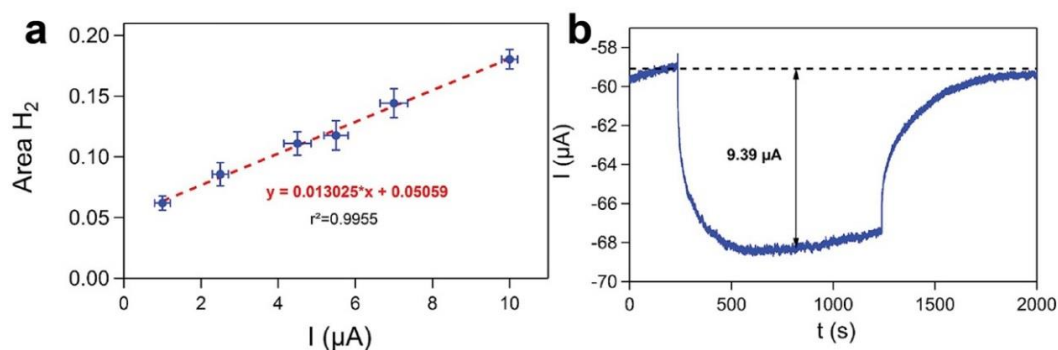 a
Area H₂
0.20
0.15
0.10
0.05
0.00
y = 0.013025*x + 0.05059
r²=0.9955
0 2 4 6 8 10
I (µA)
b
I (µA)
-58
-60
-62
-64
-66
-68
-70
9.39 µA
0 500 1000 1500 2000
t (s)